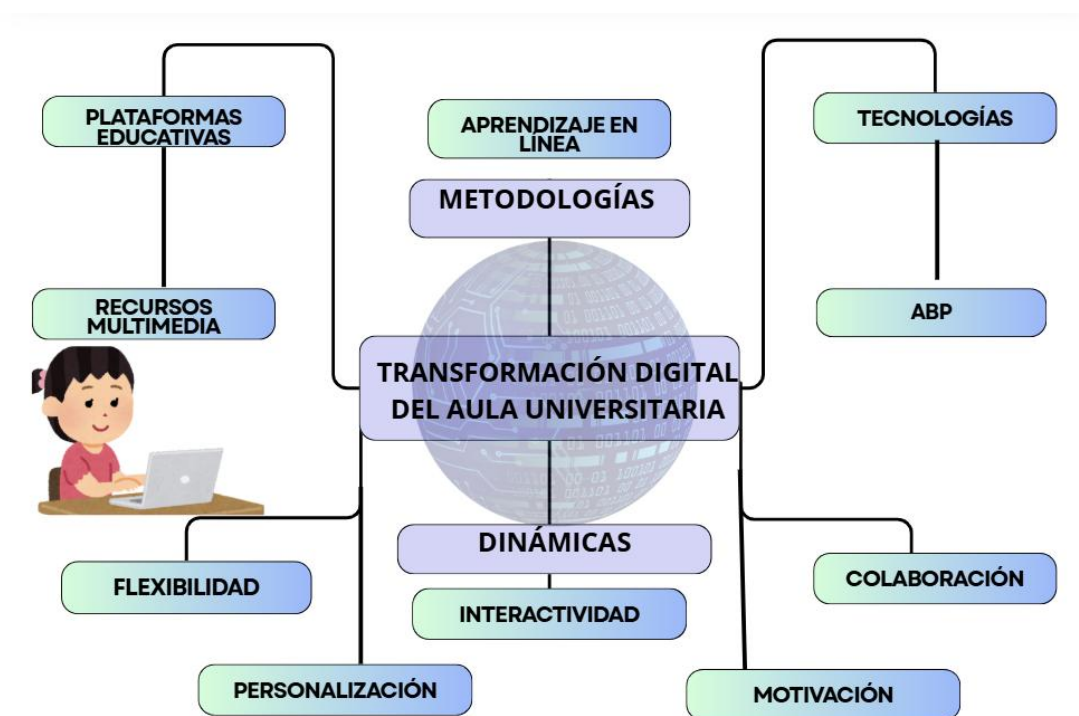 PLATAFORMAS
EDUCATIVAS
APRENDIZAJE EN
LÍNEA
TECNOLOGÍAS
METODOLOGÍAS
RECURSOS
MULTIMEDIA
ABP
TRANSFORMACIÓN DIGITAL
DEL AULA UNIVERSITARIA
DINÁMICAS
FLEXIBILIDAD
INTERACTIVIDAD
COLABORACIÓN
PERSONALIZACIÓN
MOTIVACIÓN